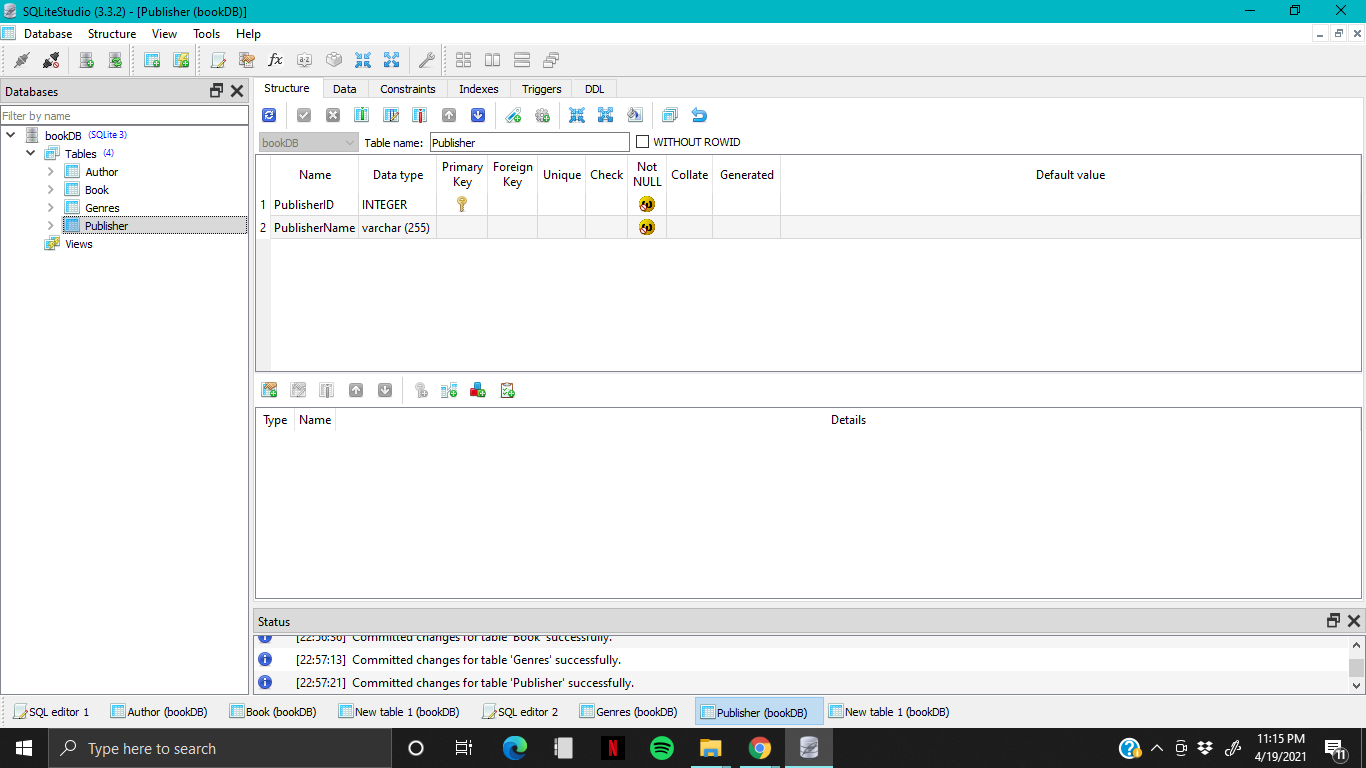 SQLiteStudio (3.3.2) - [Publisher (bookDB)]
Database Structure View Tools Help
Databases
Filter by name
bookDB (SQLite 3)
Tables (4)
Author
Book
Genres
Publisher
Views
Structure Data Constraints Indexes Triggers DDL
bookDB Table name: Publisher WITHOUT ROWID
Name Data type Primary Key Foreign Key Unique Check Not NULL Collate Generated Default value
1 PublisherID INTEGER
2 PublisherName varchar (255)
Type Name Details
Status
[22:56:56] Committed changes for table 'Book' successfully.
[22:57:13] Committed changes for table 'Genres' successfully.
[22:57:21] Committed changes for table 'Publisher' successfully.
SQL editor 1 Author (bookDB) Book (bookDB) New table 1 (bookDB) SQL editor 2 Genres (bookDB) Publisher (bookDB) New table 1 (bookDB)
Type here to search
11:15 PM
4/19/2021
11